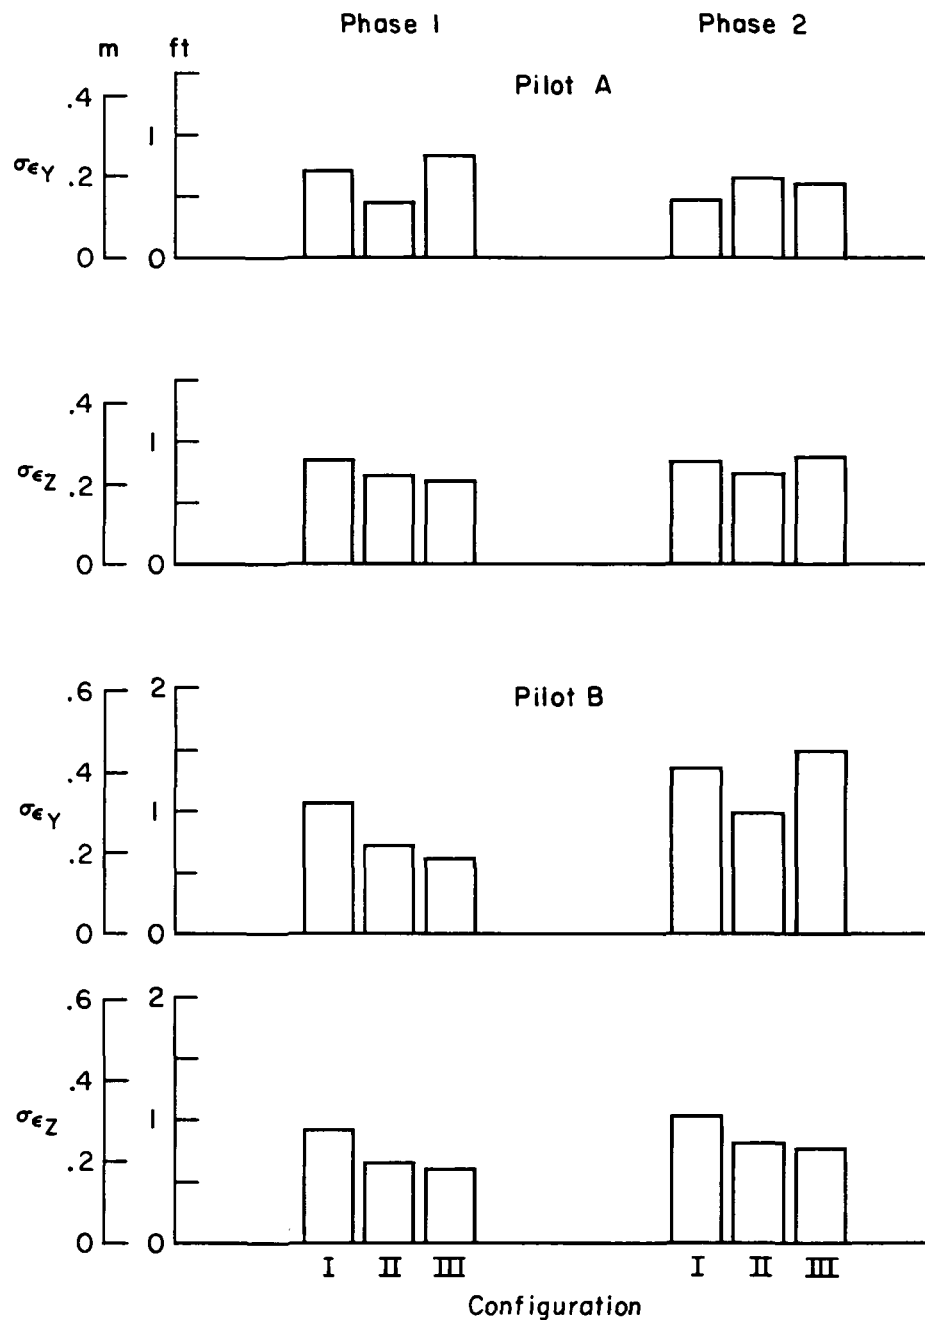 Phase 1 Phase 2
m ft
Pilot A
.4
1
σϵY .2
0 0
.4
1
σϵZ .2
0 0
.6 2 Pilot B
.4
1
σϵY
.2
0 0
.6 2
.4
1
σϵZ
.2
0 0
I II III I II III
Configuration